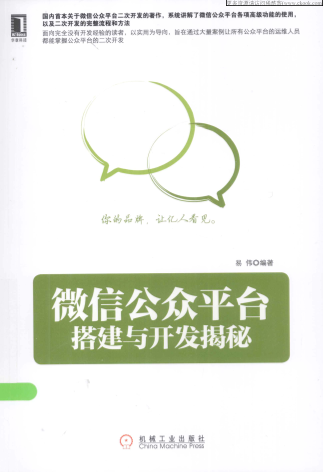 国内首本关于微信公众平台二次开发的著作，系统讲解了微信公众平台各项高级功能的使用，
以及二次开发的完整流程和方法
面向完全没有开发经验的读者，以实用为导向，旨在通过大量案例让所有公众平台的运维人员
都能掌握公众平台的二次开发
华章科技
你的品牌，让亿人看见。
易 伟◎编著
微信公众平台
搭建与开发揭秘
机械工业出版社
China Machine Press